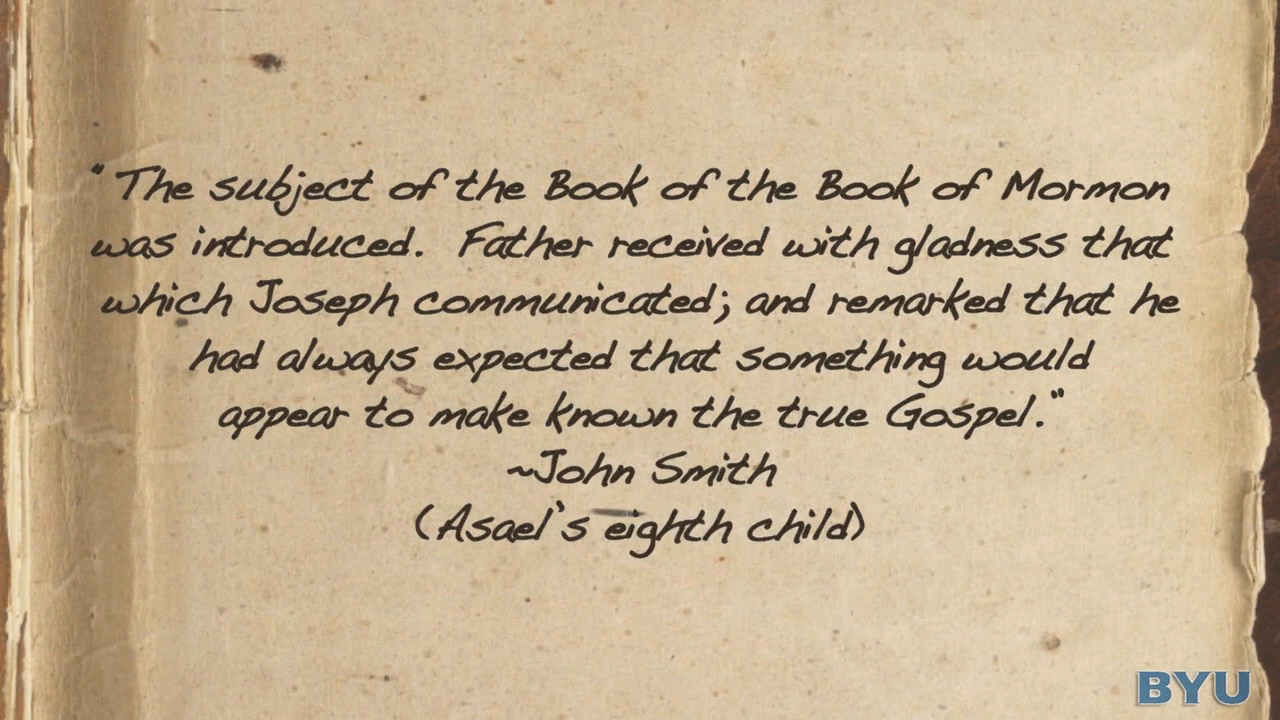 "The subject of the Book of the Book of Mormon
was introduced.  Father received with gladness that
which Joseph communicated; and remarked that he
had always expected that something would
appear to make known the true Gospel."
~John Smith
(Asael's eighth child)
BYU